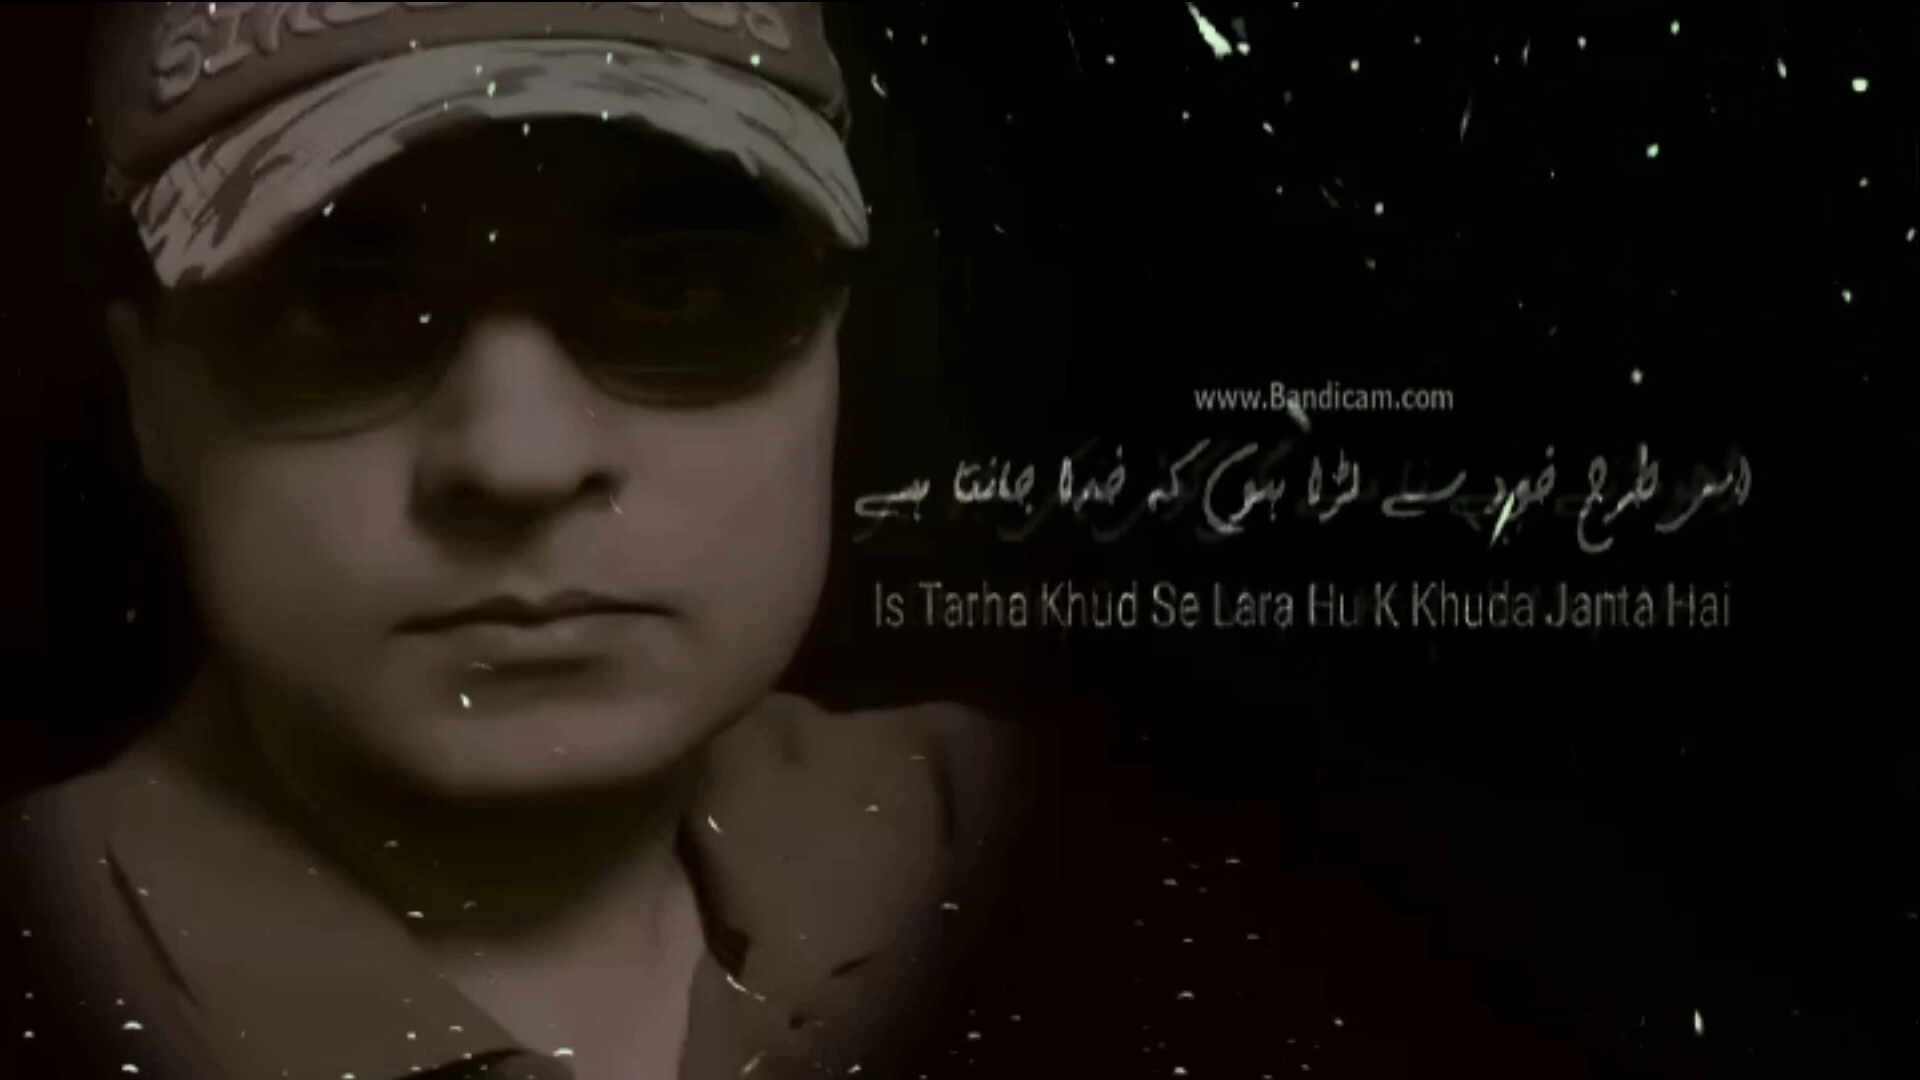 www.Bandicam.com
اس طرح خود سے لڑا ہوں کہ خدا جانتا ہے
Is Tarha Khud Se Lara Hu K Khuda Janta Hai